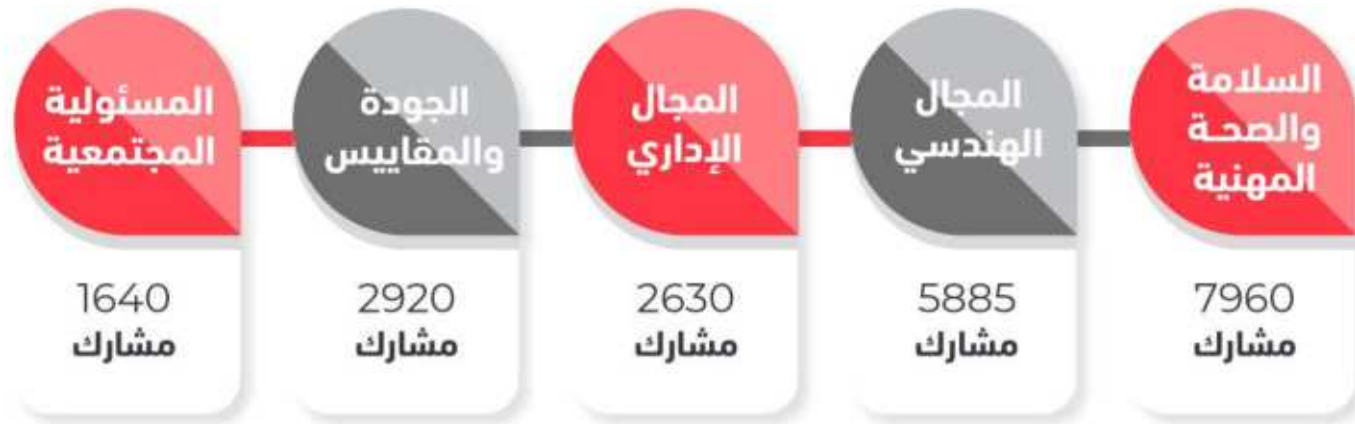 السلامة
والصحـة
المهنية
7960
مشارك
المجال
الهندسي
5885
مشارك
المجال
الإداري
2630
مشارك
الجودة
والمقاييس
2920
مشارك
المسئولية
المجتمعية
1640
مشارك